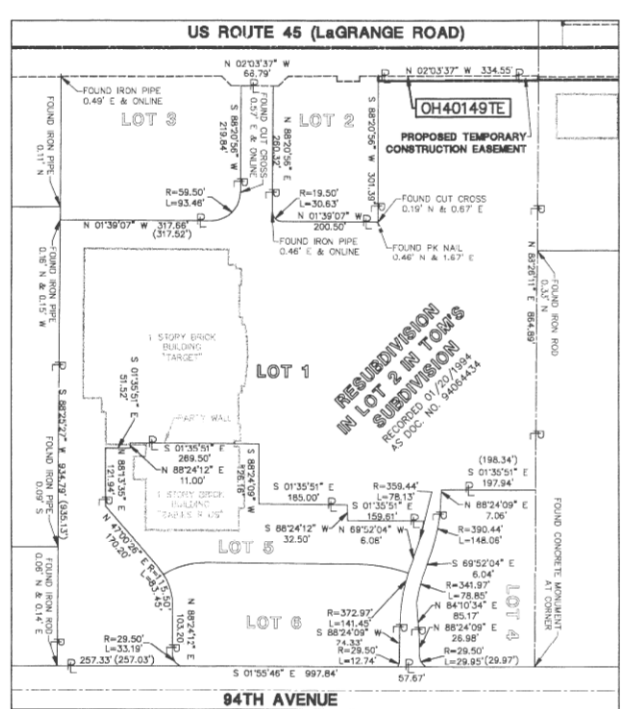 US ROUTE 45 (LaGRANGE ROAD)
N 02°03'37" W
66.79'
N 02°03'37" W 334.55'
FOUND IRON PIPE
0.49' E & ONLINE
OH40149TE
PROPOSED TEMPORARY
CONSTRUCTION EASEMENT
LOT 3
LOT 2
FOUND IRON PIPE
0.11' N
S 88°20'56" W
219.84'
FOUND CUT CROSS
0.57' E & ONLINE
N 88°20'56" E
260.32'
S 88°20'56" W
301.39'
R=59.50'
L=93.46'
R=19.50'
L=30.63'
FOUND CUT CROSS
0.19' N & 0.67' E
N 01°39'07" W 317.66'
(317.52')
N 01°39'07" W
200.50'
FOUND IRON PIPE
0.46' E & ONLINE
FOUND PK NAIL
0.46' N & 1.67' E
FOUND IRON PIPE
0.16' N & 0.15' W
N 88°26'11" E 864.89'
FOUND IRON ROD
0.33' N
1 STORY BRICK
BUILDING
"TARGET"
LOT 1
RESUBDIVISION
IN LOT 2 IN TOM'S
SUBDIVISION
RECORDED 01/20/1994
AS DOC. NO. 94064434
S 01°35'51" E
51.52'
PARTY WALL
S 88°25'27" W 934.79' (935.13')
FOUND IRON PIPE
0.09' S
S 01°35'51" E
269.50'
N 88°24'12" E
11.00'
N 88°13'35" E
121.94'
S 88°24'09" W
126.16'
1 STORY BRICK
BUILDING
S 01°35'51" E
185.00'
S 01°35'51" E
159.61'
R=359.44'
L=78.13'
(198.34')
S 01°35'51" E
197.94'
N 88°24'09" E
7.06'
S 88°24'12" W
32.50'
N 69°52'04" W
6.08'
R=390.44'
L=148.06'
FOUND CONCRETE MONUMENT
AT CORNER
N 47°00'26" E
170.20'
LOT 5
S 69°52'04" E
6.04'
R=341.97'
L=78.85'
FOUND IRON ROD
0.06' N & 0.14' E
R=115.50'
L=83.45'
N 88°24'12" E
103.20'
LOT 6
R=372.97'
L=141.45'
S 88°24'09" W
74.33'
N 84°10'34" E
85.17'
N 88°24'09" E
26.98'
LOT 4
R=29.50'
L=33.19'
R=29.50'
L=12.74'
R=29.50'
L=29.95' (29.97')
257.33' (257.03')
S 01°55'46" E 997.84'
57.67'
94TH AVENUE